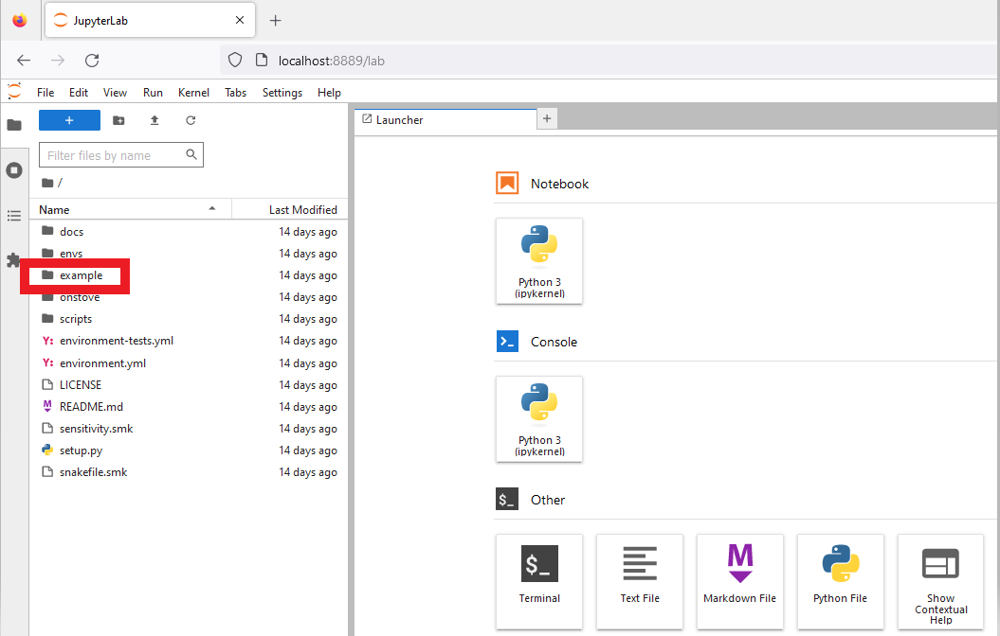 JupyterLab
localhost:8889/lab
File Edit View Run Kernel Tabs Settings Help
+
Launcher
+
Filter files by name
/
Name Last Modified
docs 14 days ago
envs 14 days ago
example 14 days ago
onstove 14 days ago
scripts 14 days ago
Y: environment-tests.yml 14 days ago
Y: environment.yml 14 days ago
LICENSE 14 days ago
M README.md 14 days ago
sensitivity.smk 14 days ago
setup.py 14 days ago
snakefile.smk 14 days ago
Notebook
Python 3
(ipykernel)
>_ Console
Python 3
(ipykernel)
$_ Other
$_
Terminal
Text File
M
Markdown File
Python File
Show
Contextual
Help